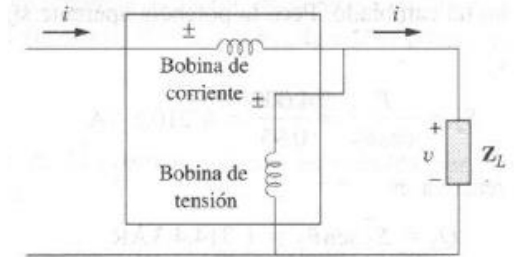 i
i
±
Bobina de
corriente
±
+
v
Z_L
−
Bobina de
tensión